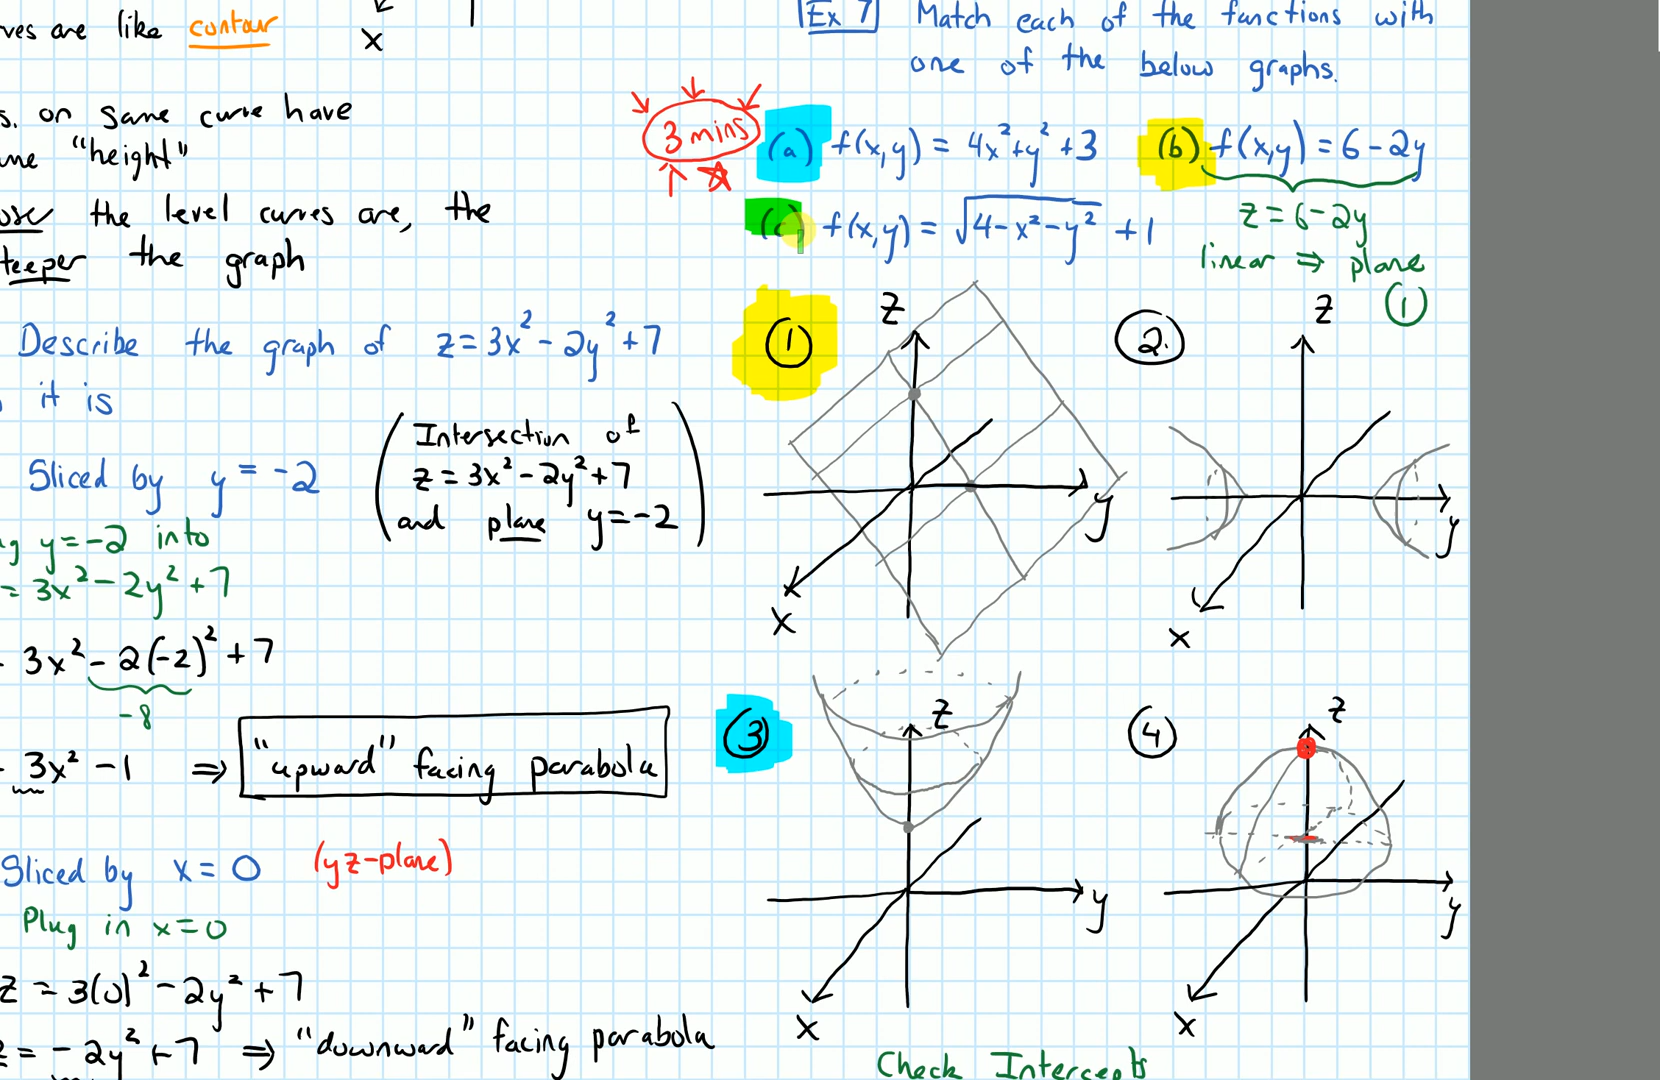 ves are like contour
x
s. on same curve have
me "height"
ose the level curves are, the
teeper the graph
Describe the graph of z = 3x² - 2y² + 7
it is
Sliced by y = -2
(Intersection of
z = 3x² - 2y² + 7
and plane y = -2)
g y = -2 into
= 3x² - 2y² + 7
3x² - 2(-2)² + 7
-8
3x² - 1 ⇒ "upward" facing parabola
Sliced by x = 0 (yz-plane)
Plug in x = 0
z = 3(0)² - 2y² + 7
z = -2y² + 7 ⇒ "downward" facing parabola
Ex 7 Match each of the functions with
one of the below graphs.
3 mins
(a) f(x,y) = 4x² + y² + 3 (b) f(x,y) = 6 - 2y
(c) f(x,y) = √(4 - x² - y²) + 1
z = 6 - 2y
linear ⇒ plane
①
① z y x
② z y x
③ z y x
④ z y x
Check Intercepts